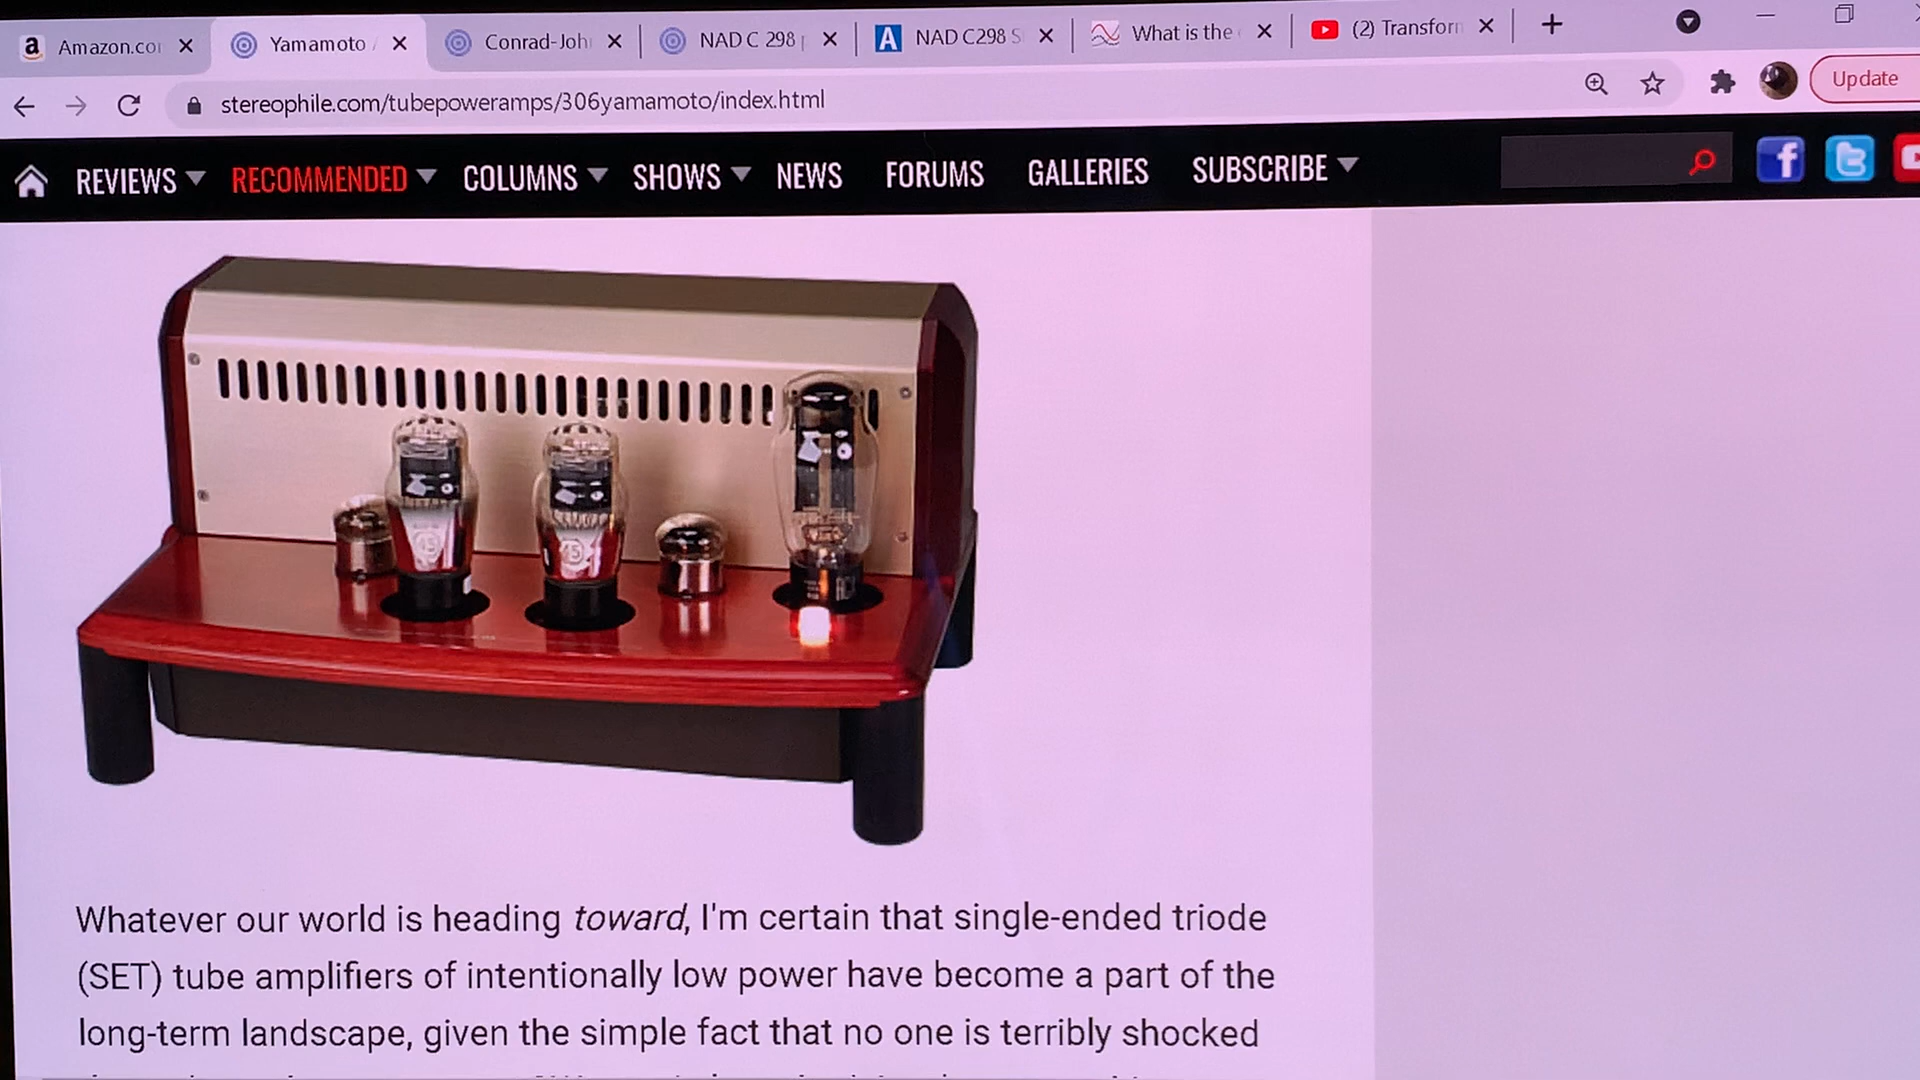 Amazon.co
Yamamoto
Conrad-Joh
NAD C 298
NAD C298 S
What is the
(2) Transforn
stereophile.com/tubepoweramps/306yamamoto/index.html
Update
REVIEWS RECOMMENDED COLUMNS SHOWS NEWS FORUMS GALLERIES SUBSCRIBE
45
45
Whatever our world is heading toward, I'm certain that single-ended triode
(SET) tube amplifiers of intentionally low power have become a part of the
long-term landscape, given the simple fact that no one is terribly shocked